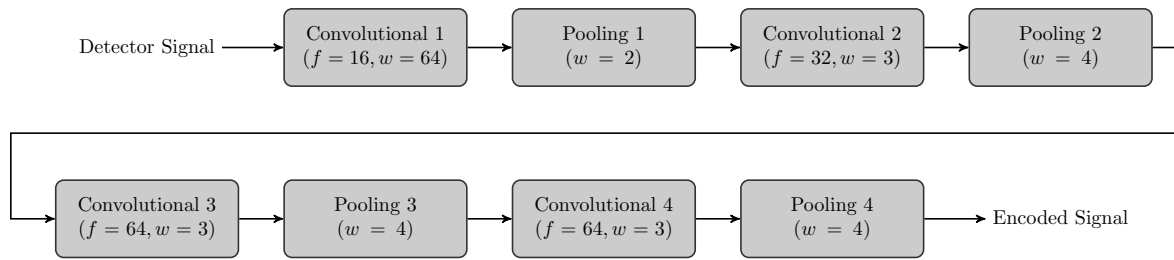 Detector Signal
Convolutional 1
(f = 16, w = 64)
Pooling 1
(w = 2)
Convolutional 2
(f = 32, w = 3)
Pooling 2
(w = 4)
Convolutional 3
(f = 64, w = 3)
Pooling 3
(w = 4)
Convolutional 4
(f = 64, w = 3)
Pooling 4
(w = 4)
Encoded Signal